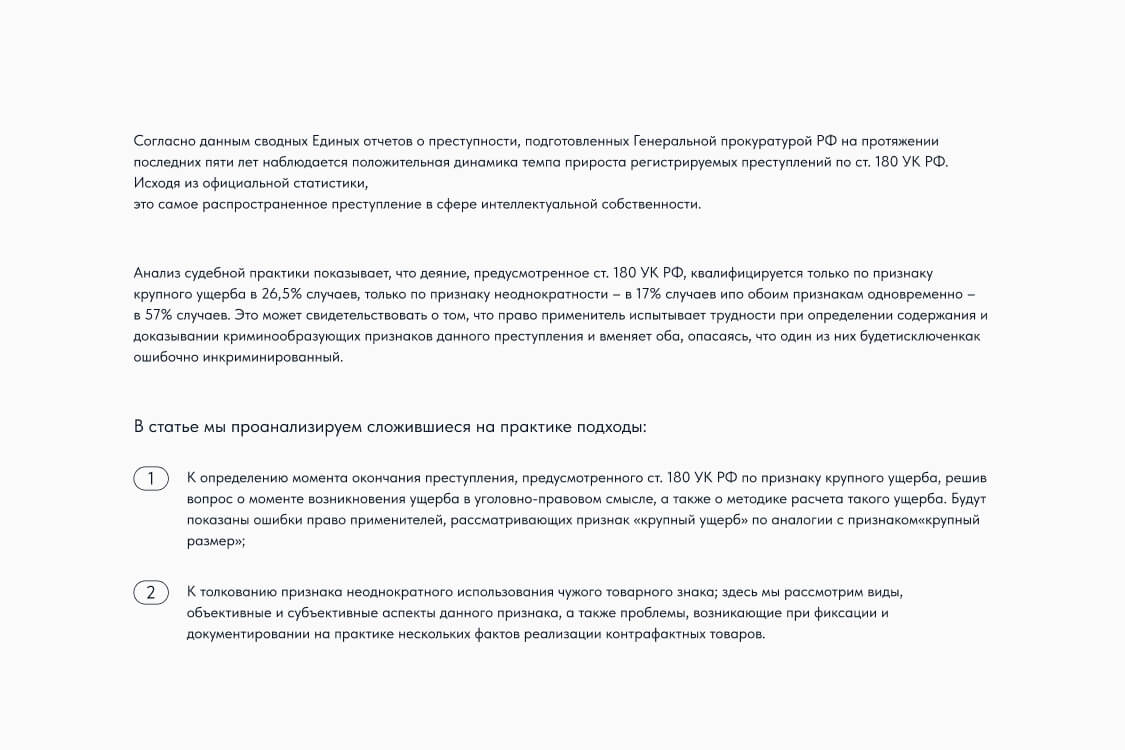 Согласно данным сводных Единых отчетов о преступности, подготовленных Генеральной прокуратурой РФ на протяжении
последних пяти лет наблюдается положительная динамика темпа прироста регистрируемых преступлений по ст. 180 УК РФ.
Исходя из официальной статистики,
это самое распространенное преступление в сфере интеллектуальной собственности.
Анализ судебной практики показывает, что деяние, предусмотренное ст. 180 УК РФ, квалифицируется только по признаку
крупного ущерба в 26,5% случаев, только по признаку неоднократности – в 17% случаев ипо обоим признакам одновременно –
в 57% случаев. Это может свидетельствовать о том, что право применитель испытывает трудности при определении содержания и
доказывании криминообразующих признаков данного преступления и вменяет оба, опасаясь, что один из них будетисключенкак
ошибочно инкриминированный.
В статье мы проанализируем сложившиеся на практике подходы:
1 К определению момента окончания преступления, предусмотренного ст. 180 УК РФ по признаку крупного ущерба, решив
вопрос о моменте возникновения ущерба в уголовно-правовом смысле, а также о методике расчета такого ущерба. Будут
показаны ошибки право применителей, рассматривающих признак «крупный ущерб» по аналогии с признаком«крупный
размер»;
2 К толкованию признака неоднократного использования чужого товарного знака; здесь мы рассмотрим виды,
объективные и субъективные аспекты данного признака, а также проблемы, возникающие при фиксации и
документировании на практике нескольких фактов реализации контрафактных товаров.